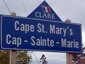 CLARE
Cape St. Mary's
Cap - Sainte - Marie